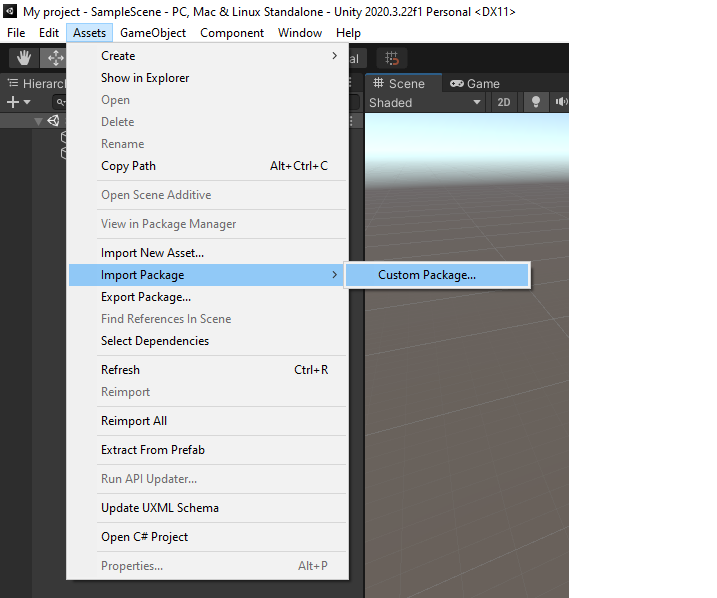 My project - SampleScene - PC, Mac & Linux Standalone - Unity 2020.3.22f1 Personal <DX11>
File Edit Assets GameObject Component Window Help
Hierarc
Scene Game
Shaded 2D
Create
Show in Explorer
Open
Delete
Rename
Copy Path Alt+Ctrl+C
Open Scene Additive
View in Package Manager
Import New Asset...
Import Package Custom Package...
Export Package...
Find References In Scene
Select Dependencies
Refresh Ctrl+R
Reimport
Reimport All
Extract From Prefab
Run API Updater...
Update UXML Schema
Open C# Project
Properties... Alt+P